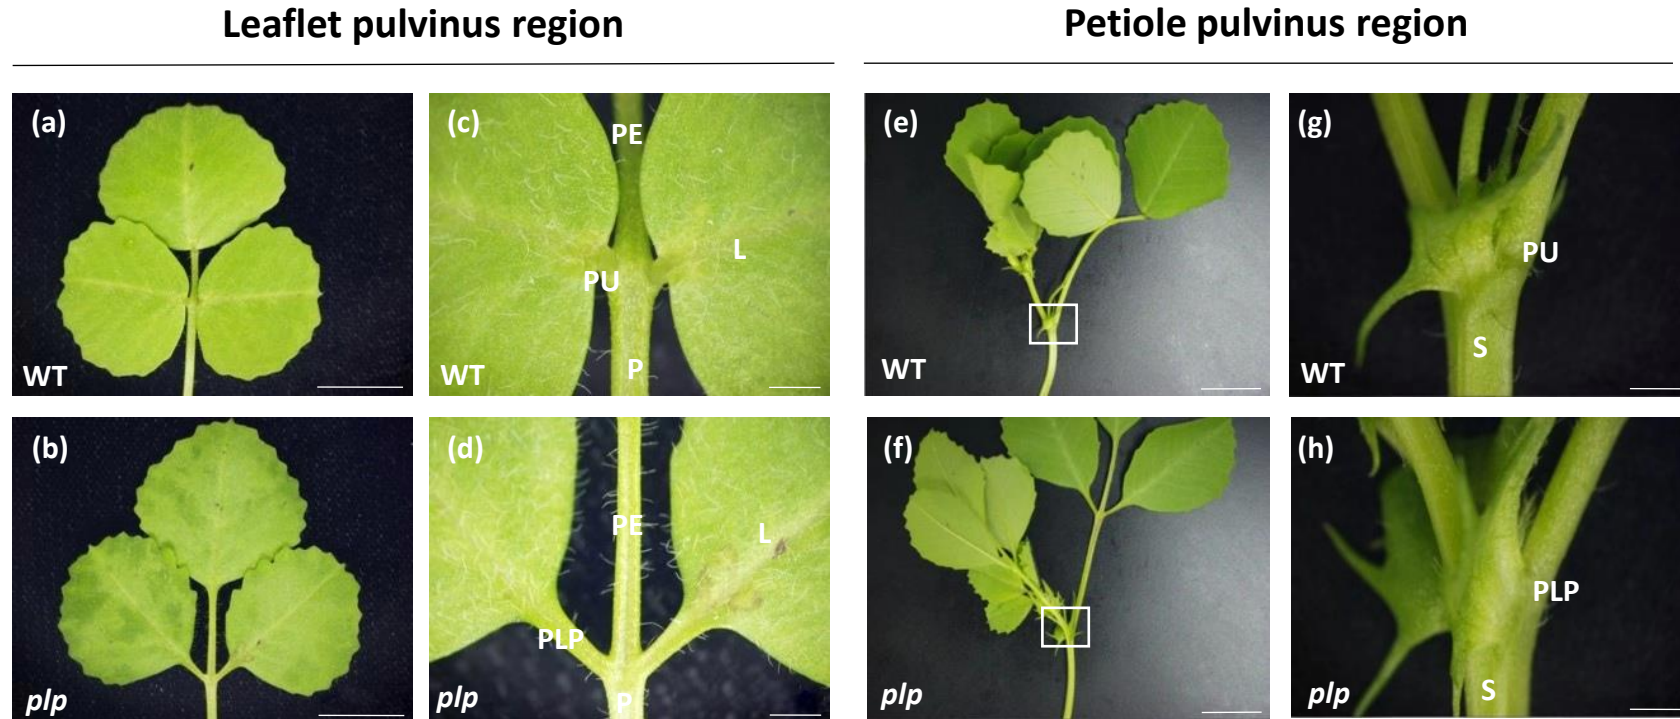 Leaflet pulvinus region
Petiole pulvinus region
(a)
WT
(c)
PE
L
PU
P
WT
(e)
WT
(g)
PU
S
WT
(b)
plp
(d)
PE
L
PLP
P
plp
(f)
plp
(h)
PLP
S
plp